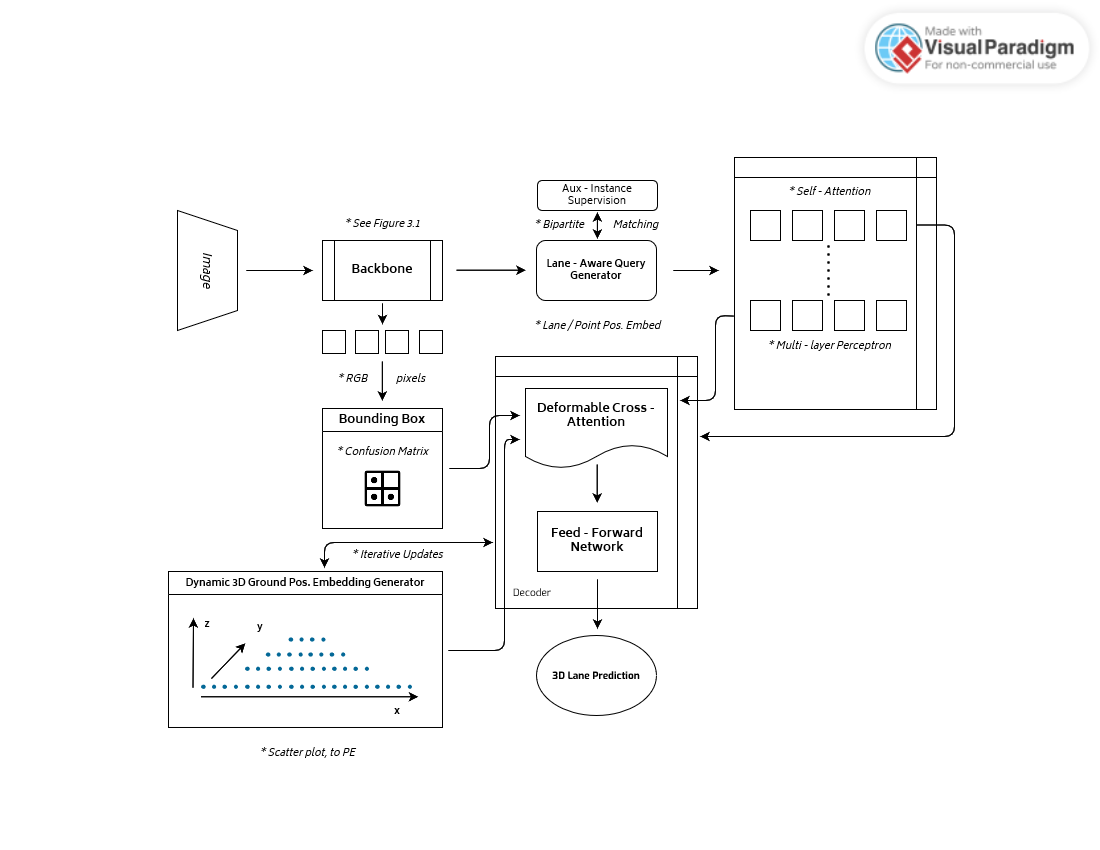 Made with
Visual Paradigm
For non-commercial use
* Self - Attention
Aux - Instance
Supervision
* See Figure 3.1
* Bipartite Matching
Image
Backbone
Lane - Aware Query
Generator
* Lane / Point Pos. Embed
* Multi - layer Perceptron
* RGB pixels
Bounding Box
* Confusion Matrix
Deformable Cross -
Attention
Feed - Forward
Network
* Iterative Updates
Dynamic 3D Ground Pos. Embedding Generator
Decoder
z
y
x
3D Lane Prediction
* Scatter plot, to PE